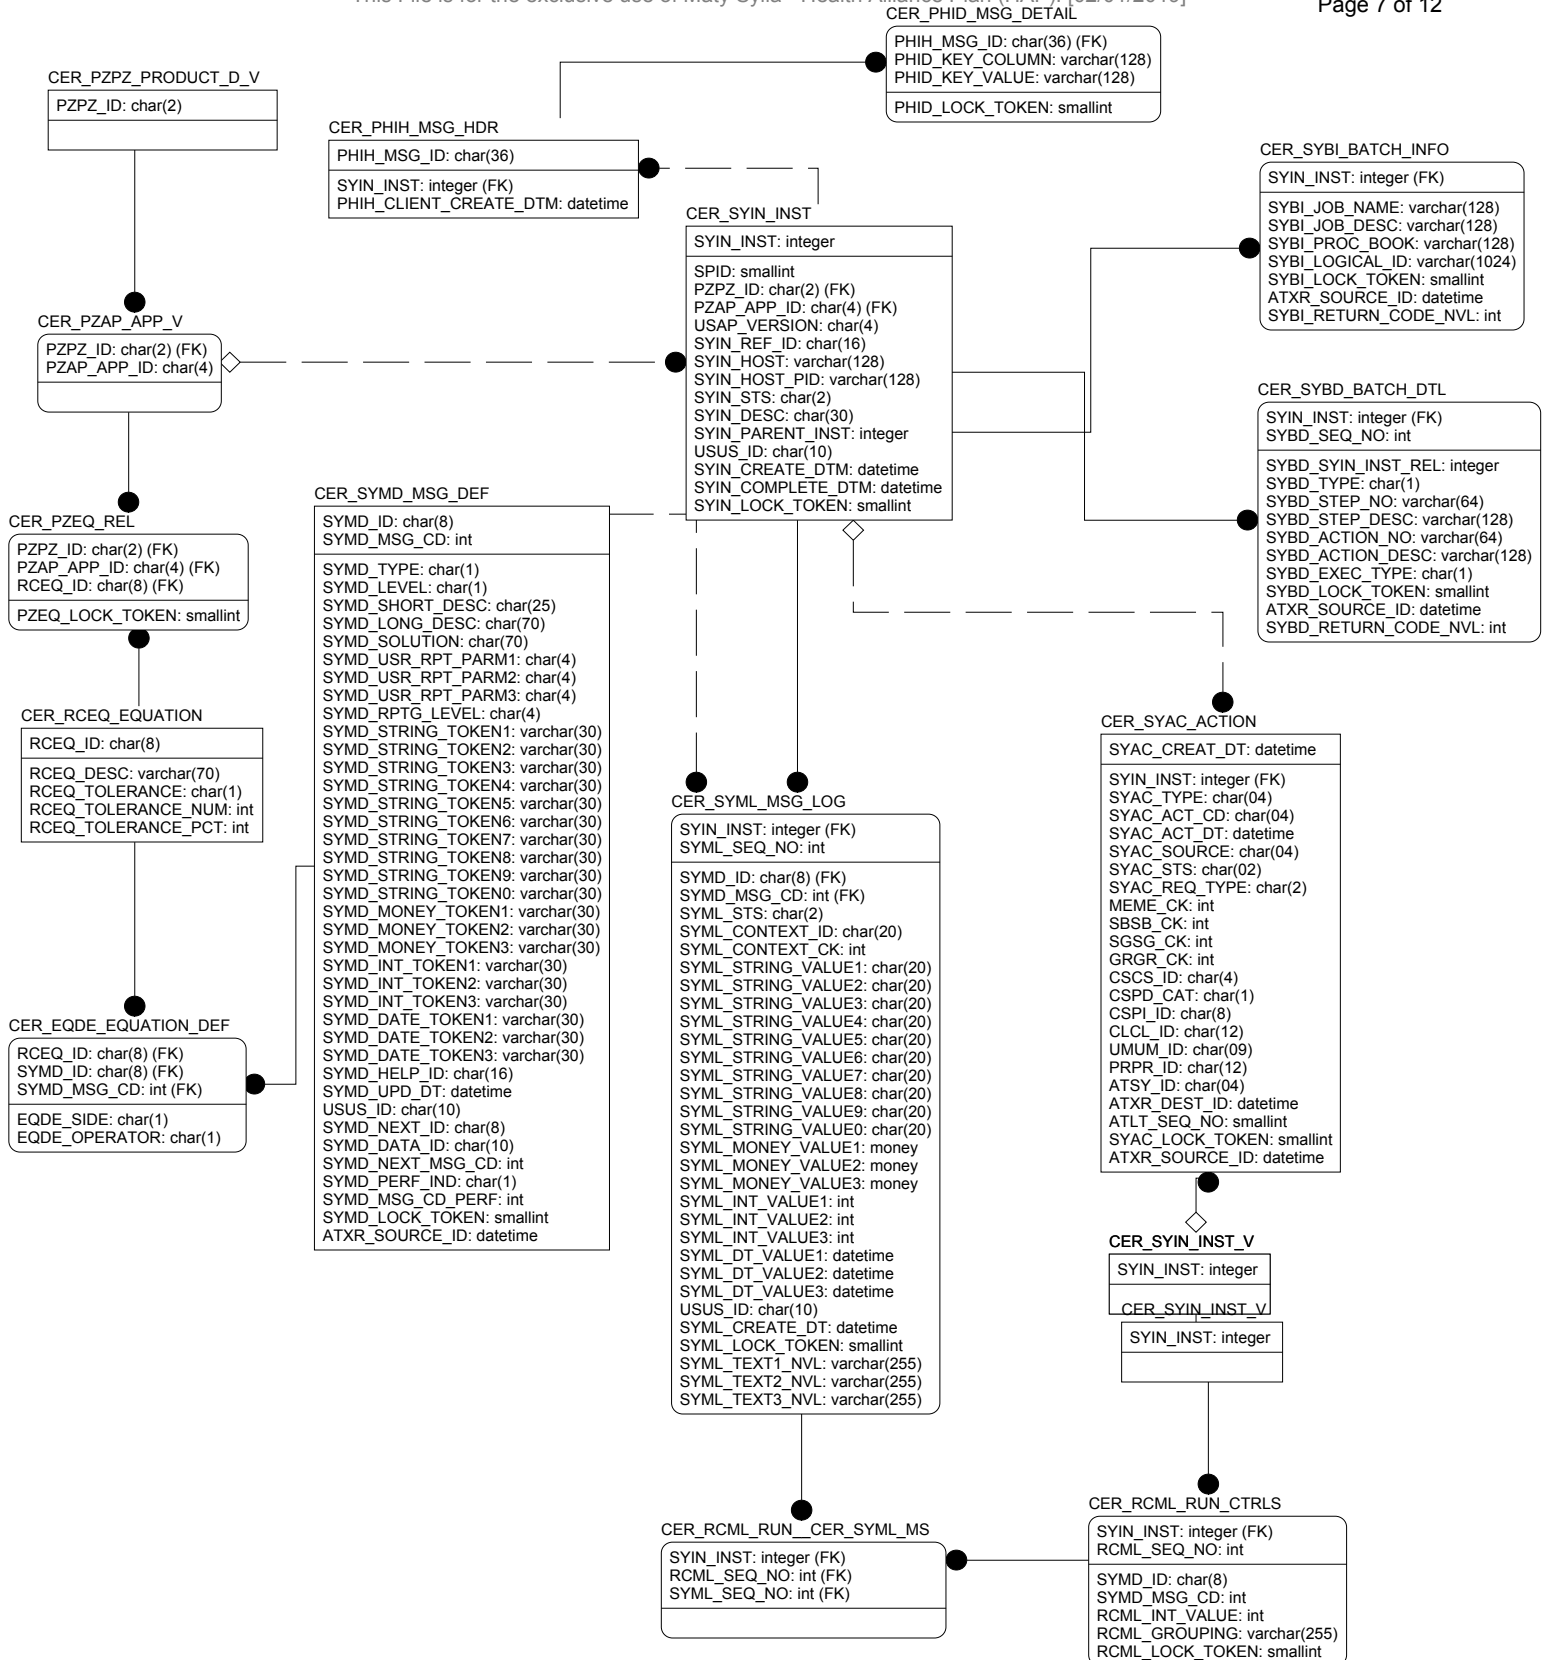 This File is for the exclusive use of Maty Sylla - Health Alliance Plan (HAP). [02/04/2019]
Page 7 of 12
CER_PHID_MSG_DETAIL
PHIH_MSG_ID: char(36) (FK)
PHID_KEY_COLUMN: varchar(128)
PHID_KEY_VALUE: varchar(128)
PHID_LOCK_TOKEN: smallint
CER_PZPZ_PRODUCT_D_V
PZPZ_ID: char(2)
CER_PHIH_MSG_HDR
PHIH_MSG_ID: char(36)
SYIN_INST: integer (FK)
PHIH_CLIENT_CREATE_DTM: datetime
CER_SYBI_BATCH_INFO
SYIN_INST: integer (FK)
SYBI_JOB_NAME: varchar(128)
SYBI_JOB_DESC: varchar(128)
SYBI_PROC_BOOK: varchar(128)
SYBI_LOGICAL_ID: varchar(1024)
SYBI_LOCK_TOKEN: smallint
ATXR_SOURCE_ID: datetime
SYBI_RETURN_CODE_NVL: int
CER_SYIN_INST
SYIN_INST: integer
SPID: smallint
PZPZ_ID: char(2) (FK)
PZAP_APP_ID: char(4) (FK)
USAP_VERSION: char(4)
SYIN_REF_ID: char(16)
SYIN_HOST: varchar(128)
SYIN_HOST_PID: varchar(128)
SYIN_STS: char(2)
SYIN_DESC: char(30)
SYIN_PARENT_INST: integer
USUS_ID: char(10)
SYIN_CREATE_DTM: datetime
SYIN_COMPLETE_DTM: datetime
SYIN_LOCK_TOKEN: smallint
CER_PZAP_APP_V
PZPZ_ID: char(2) (FK)
PZAP_APP_ID: char(4)
CER_SYBD_BATCH_DTL
SYIN_INST: integer (FK)
SYBD_SEQ_NO: int
SYBD_SYIN_INST_REL: integer
SYBD_TYPE: char(1)
SYBD_STEP_NO: varchar(64)
SYBD_STEP_DESC: varchar(128)
SYBD_ACTION_NO: varchar(64)
SYBD_ACTION_DESC: varchar(128)
SYBD_EXEC_TYPE: char(1)
SYBD_LOCK_TOKEN: smallint
ATXR_SOURCE_ID: datetime
SYBD_RETURN_CODE_NVL: int
CER_PZEQ_REL
PZPZ_ID: char(2) (FK)
PZAP_APP_ID: char(4) (FK)
RCEQ_ID: char(8) (FK)
PZEQ_LOCK_TOKEN: smallint
CER_SYMD_MSG_DEF
SYMD_ID: char(8)
SYMD_MSG_CD: int
SYMD_TYPE: char(1)
SYMD_LEVEL: char(1)
SYMD_SHORT_DESC: char(25)
SYMD_LONG_DESC: char(70)
SYMD_SOLUTION: char(70)
SYMD_USR_RPT_PARM1: char(4)
SYMD_USR_RPT_PARM2: char(4)
SYMD_USR_RPT_PARM3: char(4)
SYMD_RPTG_LEVEL: char(4)
SYMD_STRING_TOKEN1: varchar(30)
SYMD_STRING_TOKEN2: varchar(30)
SYMD_STRING_TOKEN3: varchar(30)
SYMD_STRING_TOKEN4: varchar(30)
SYMD_STRING_TOKEN5: varchar(30)
SYMD_STRING_TOKEN6: varchar(30)
SYMD_STRING_TOKEN7: varchar(30)
SYMD_STRING_TOKEN8: varchar(30)
SYMD_STRING_TOKEN9: varchar(30)
SYMD_STRING_TOKEN0: varchar(30)
SYMD_MONEY_TOKEN1: varchar(30)
SYMD_MONEY_TOKEN2: varchar(30)
SYMD_MONEY_TOKEN3: varchar(30)
SYMD_INT_TOKEN1: varchar(30)
SYMD_INT_TOKEN2: varchar(30)
SYMD_INT_TOKEN3: varchar(30)
SYMD_DATE_TOKEN1: varchar(30)
SYMD_DATE_TOKEN2: varchar(30)
SYMD_DATE_TOKEN3: varchar(30)
SYMD_HELP_ID: char(16)
SYMD_UPD_DT: datetime
USUS_ID: char(10)
SYMD_NEXT_ID: char(8)
SYMD_DATA_ID: char(10)
SYMD_NEXT_MSG_CD: int
SYMD_PERF_IND: char(1)
SYMD_MSG_CD_PERF: int
SYMD_LOCK_TOKEN: smallint
ATXR_SOURCE_ID: datetime
CER_RCEQ_EQUATION
RCEQ_ID: char(8)
RCEQ_DESC: varchar(70)
RCEQ_TOLERANCE: char(1)
RCEQ_TOLERANCE_NUM: int
RCEQ_TOLERANCE_PCT: int
CER_EQDE_EQUATION_DEF
RCEQ_ID: char(8) (FK)
SYMD_ID: char(8) (FK)
SYMD_MSG_CD: int (FK)
EQDE_SIDE: char(1)
EQDE_OPERATOR: char(1)
CER_SYML_MSG_LOG
SYIN_INST: integer (FK)
SYML_SEQ_NO: int
SYMD_ID: char(8) (FK)
SYMD_MSG_CD: int (FK)
SYML_STS: char(2)
SYML_CONTEXT_ID: char(20)
SYML_CONTEXT_CK: int
SYML_STRING_VALUE1: char(20)
SYML_STRING_VALUE2: char(20)
SYML_STRING_VALUE3: char(20)
SYML_STRING_VALUE4: char(20)
SYML_STRING_VALUE5: char(20)
SYML_STRING_VALUE6: char(20)
SYML_STRING_VALUE7: char(20)
SYML_STRING_VALUE8: char(20)
SYML_STRING_VALUE9: char(20)
SYML_STRING_VALUE0: char(20)
SYML_MONEY_VALUE1: money
SYML_MONEY_VALUE2: money
SYML_MONEY_VALUE3: money
SYML_INT_VALUE1: int
SYML_INT_VALUE2: int
SYML_INT_VALUE3: int
SYML_DT_VALUE1: datetime
SYML_DT_VALUE2: datetime
SYML_DT_VALUE3: datetime
USUS_ID: char(10)
SYML_CREATE_DT: datetime
SYML_LOCK_TOKEN: smallint
SYML_TEXT1_NVL: varchar(255)
SYML_TEXT2_NVL: varchar(255)
SYML_TEXT3_NVL: varchar(255)
CER_SYAC_ACTION
SYAC_CREAT_DT: datetime
SYIN_INST: integer (FK)
SYAC_TYPE: char(04)
SYAC_ACT_CD: char(04)
SYAC_ACT_DT: datetime
SYAC_SOURCE: char(04)
SYAC_STS: char(02)
SYAC_REQ_TYPE: char(2)
MEME_CK: int
SBSB_CK: int
SGSG_CK: int
GRGR_CK: int
CSCS_ID: char(4)
CSPD_CAT: char(1)
CSPI_ID: char(8)
CLCL_ID: char(12)
UMUM_ID: char(09)
PRPR_ID: char(12)
ATSY_ID: char(04)
ATXR_DEST_ID: datetime
ATLT_SEQ_NO: smallint
SYAC_LOCK_TOKEN: smallint
ATXR_SOURCE_ID: datetime
CER_SYIN_INST_V
SYIN_INST: integer
CER_SYIN_INST_V
SYIN_INST: integer
CER_RCML_RUN__CER_SYML_MS
SYIN_INST: integer (FK)
RCML_SEQ_NO: int (FK)
SYML_SEQ_NO: int (FK)
CER_RCML_RUN_CTRLS
SYIN_INST: integer (FK)
RCML_SEQ_NO: int
SYMD_ID: char(8)
SYMD_MSG_CD: int
RCML_INT_VALUE: int
RCML_GROUPING: varchar(255)
RCML_LOCK_TOKEN: smallint